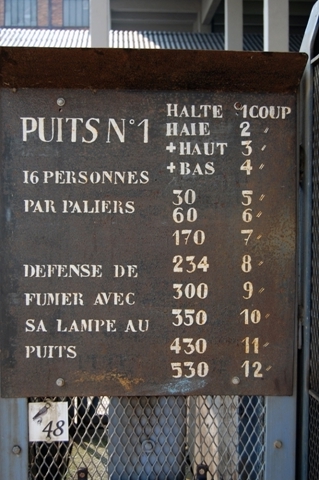 PUITS N°1
16 PERSONNES
PAR PALIERS
DEFENSE DE
FUMER AVEC
SA LAMPE AU
PUITS
HALTE 1 COUP
HAIE 2 〃
+HAUT 3 〃
+BAS 4 〃
30 5 〃
60 6 〃
170 7 〃
234 8 〃
300 9 〃
350 10 〃
430 11 〃
530 12 〃
48